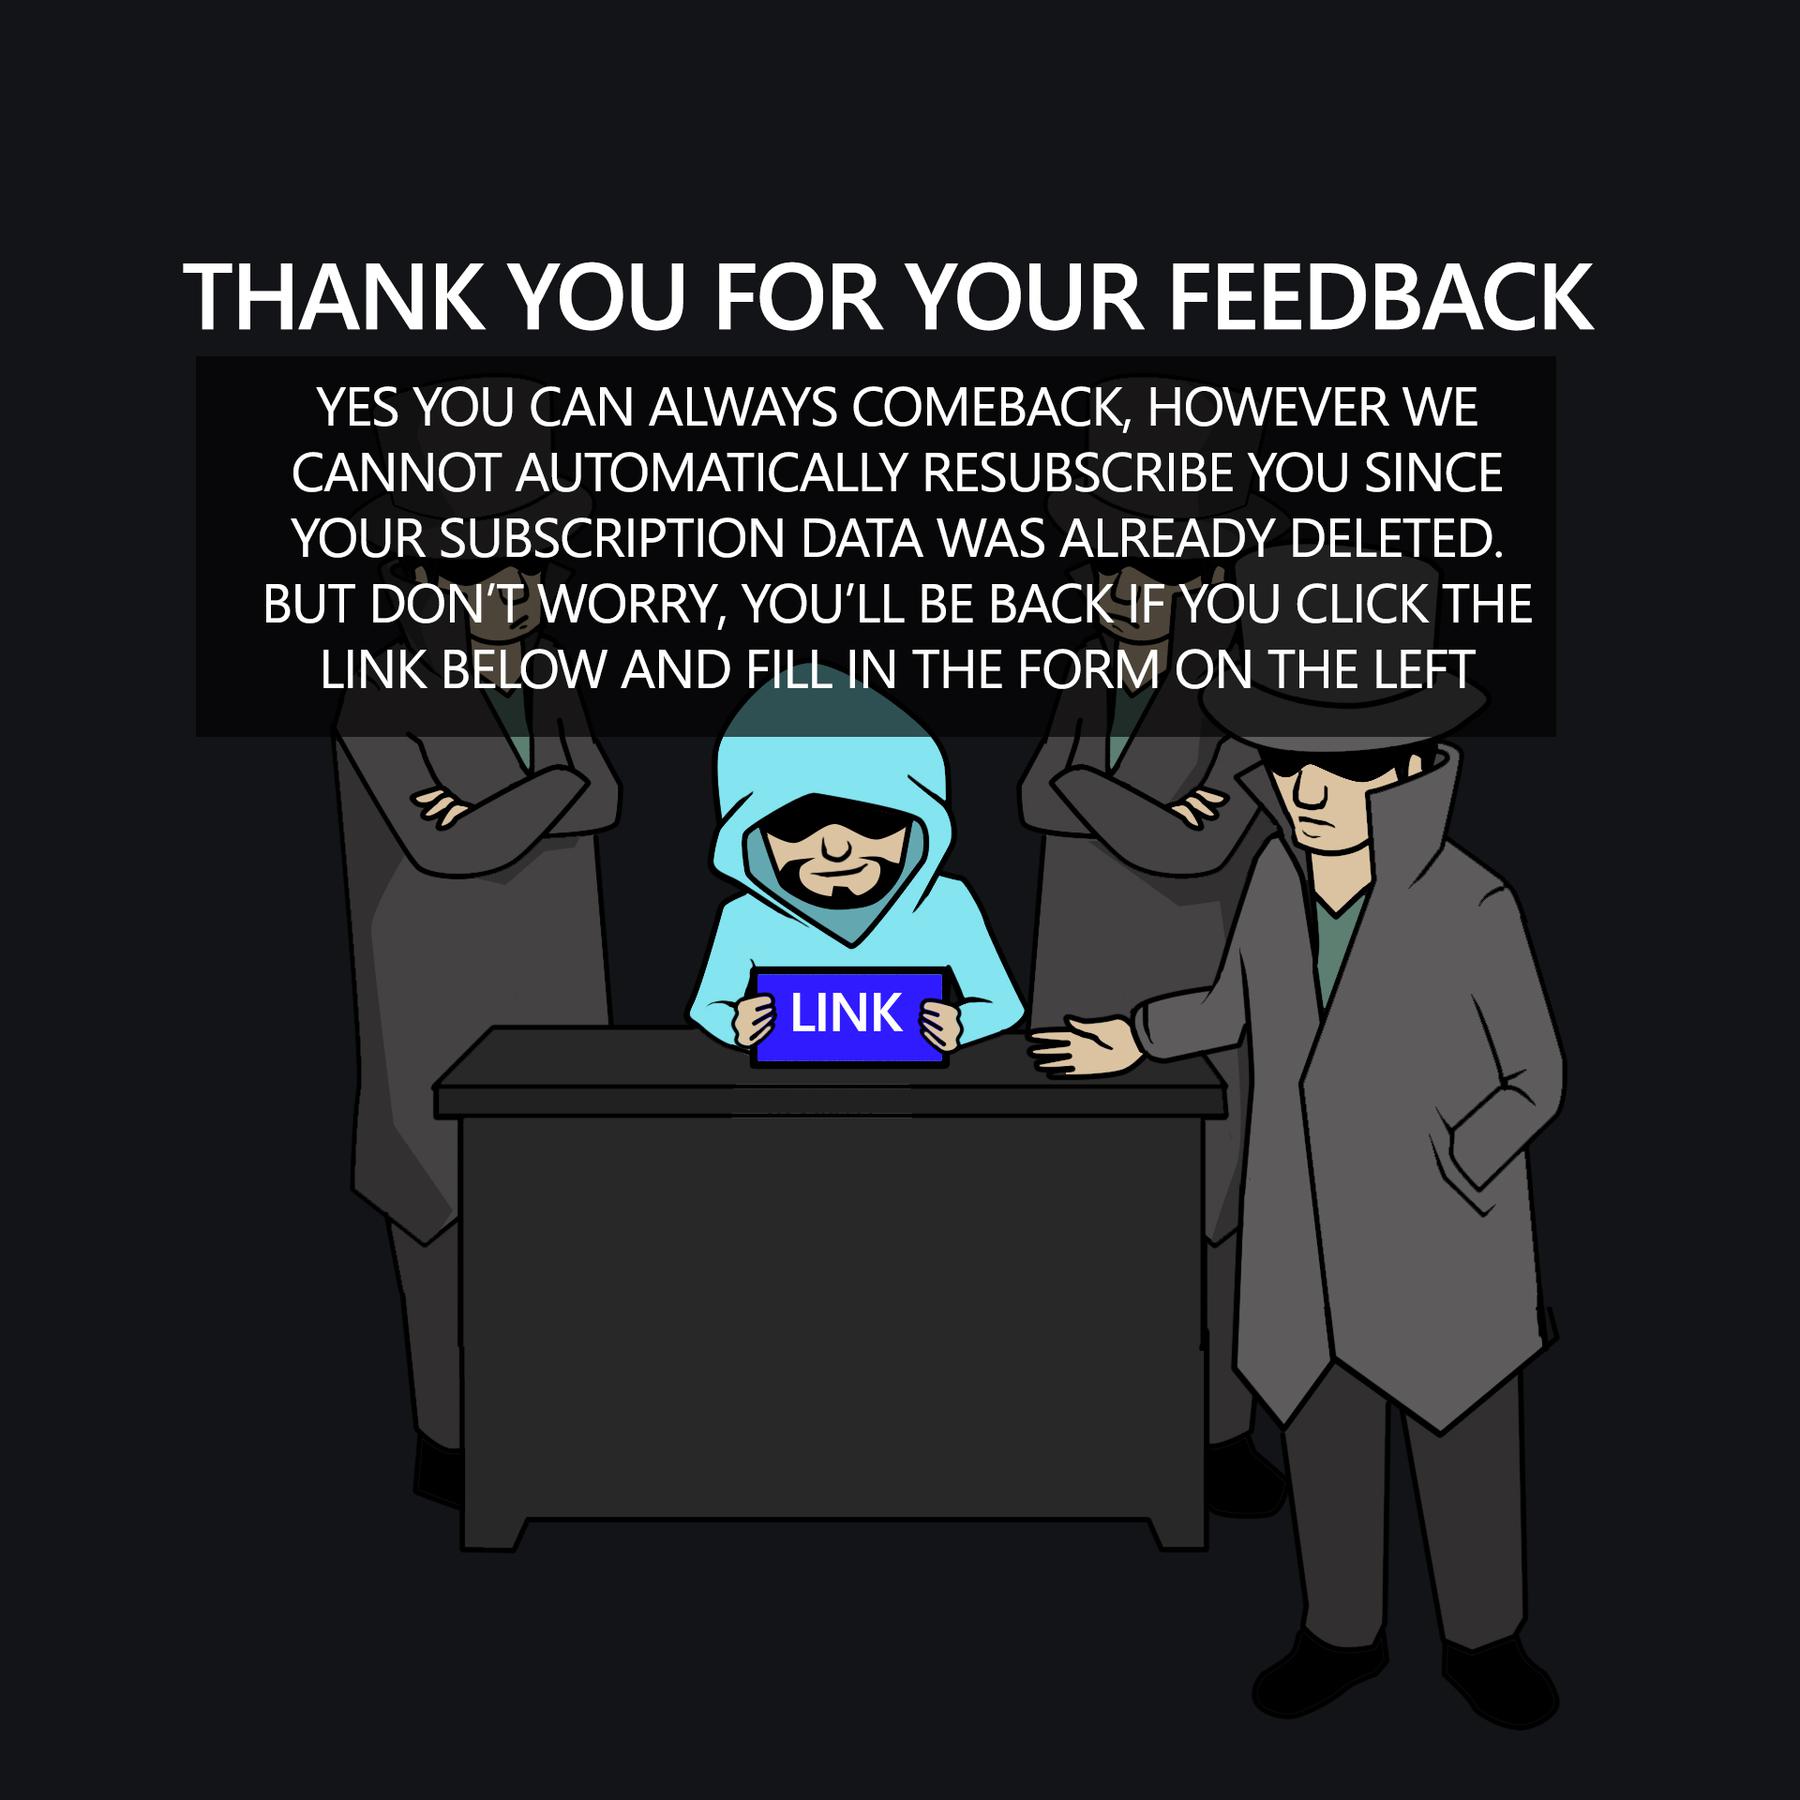 THANK YOU FOR YOUR FEEDBACK
YES YOU CAN ALWAYS COMEBACK, HOWEVER WE
CANNOT AUTOMATICALLY RESUBSCRIBE YOU SINCE
YOUR SUBSCRIPTION DATA WAS ALREADY DELETED.
BUT DON’T WORRY, YOU’LL BE BACK IF YOU CLICK THE
LINK BELOW AND FILL IN THE FORM ON THE LEFT
LINK